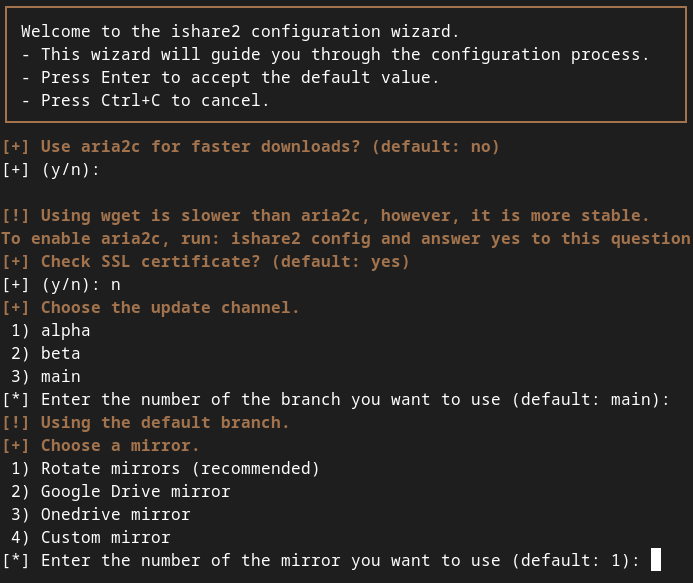 Welcome to the ishare2 configuration wizard.
- This wizard will guide you through the configuration process.
- Press Enter to accept the default value.
- Press Ctrl+C to cancel.
[+] Use aria2c for faster downloads? (default: no)
[+] (y/n):
[!] Using wget is slower than aria2c, however, it is more stable.
To enable aria2c, run: ishare2 config and answer yes to this question
[+] Check SSL certificate? (default: yes)
[+] (y/n): n
[+] Choose the update channel.
1) alpha
2) beta
3) main
[*] Enter the number of the branch you want to use (default: main):
[!] Using the default branch.
[+] Choose a mirror.
1) Rotate mirrors (recommended)
2) Google Drive mirror
3) Onedrive mirror
4) Custom mirror
[*] Enter the number of the mirror you want to use (default: 1):